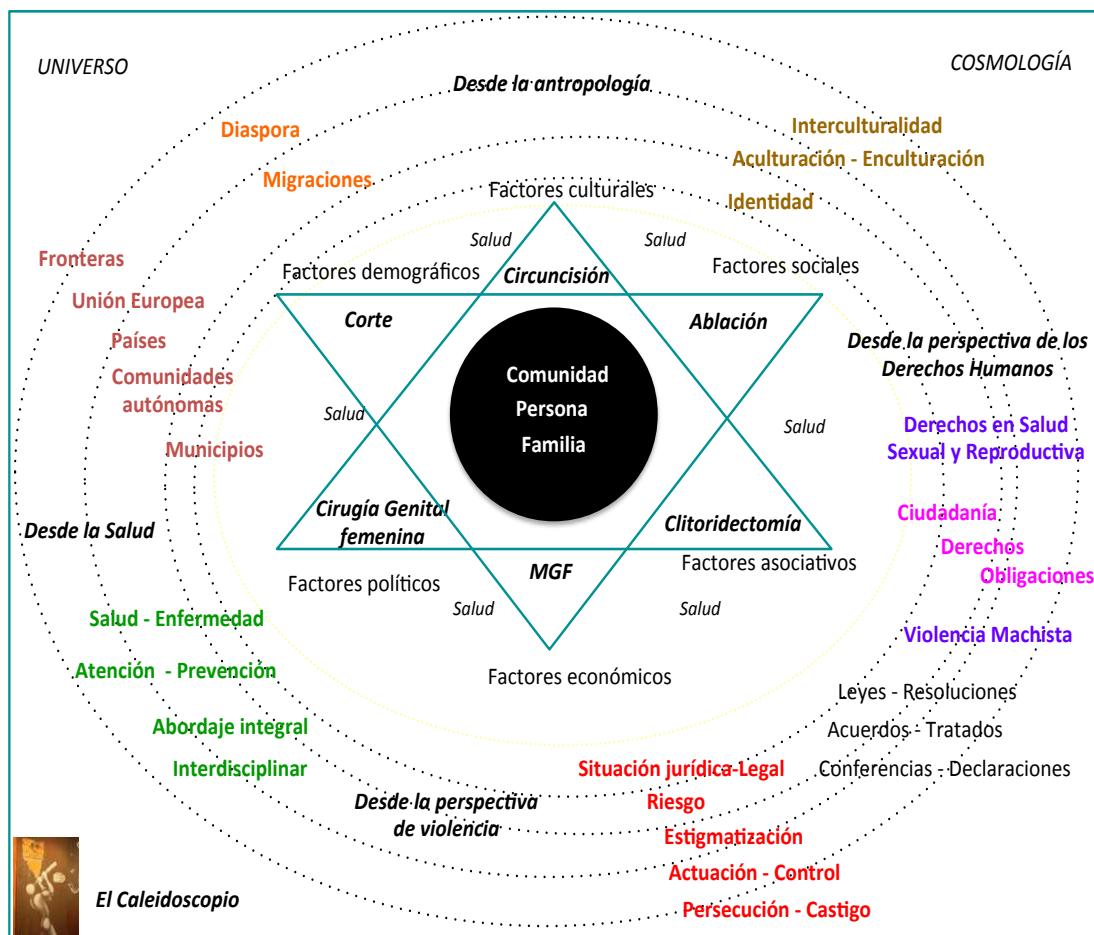 UNIVERSO
COSMOLOGÍA
Desde la antropología
Diaspora
Interculturalidad
Aculturación - Enculturación
Migraciones
Identidad
Factores culturales
Salud
Salud
Fronteras
Factores demográficos
Circuncisión
Factores sociales
Unión Europea
Corte
Ablación
Países
Desde la perspectiva de los
Derechos Humanos
Comunidades
autónomas
Comunidad
Persona
Familia
Salud
Salud
Derechos en Salud
Sexual y Reproductiva
Municipios
Cirugía Genital
femenina
Clitoridectomía
Ciudadanía
Desde la Salud
Derechos
Obligaciones
MGF
Factores políticos
Factores asociativos
Salud
Salud
Salud - Enfermedad
Violencia Machista
Atención - Prevención
Factores económicos
Leyes - Resoluciones
Abordaje integral
Acuerdos - Tratados
Interdisciplinar
Situación jurídica-Legal
Conferencias - Declaraciones
Desde la perspectiva
de violencia
Riesgo
Estigmatización
Actuación - Control
Persecución - Castigo
El Caleidoscopio